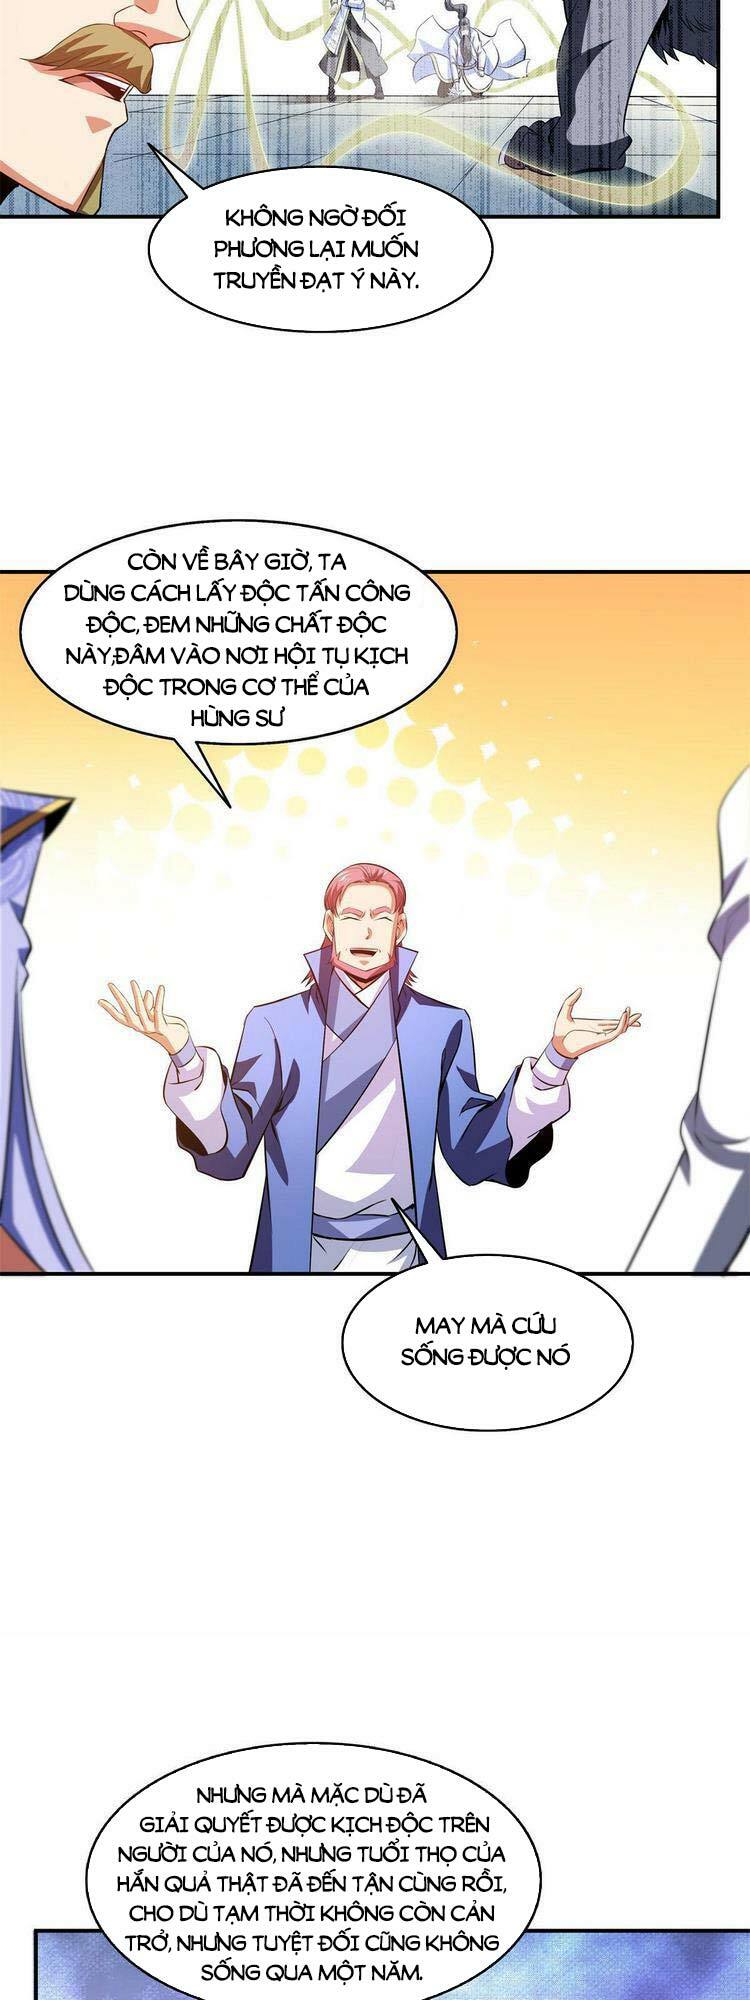 KHÔNG NGỜ ĐỐI
PHƯƠNG LẠI MUỐN
TRUYỀN ĐẠT Ý NÀY.
CÒN VỀ BÂY GIỜ, TA
DÙNG CÁCH LẤY ĐỘC TẤN CÔNG
ĐỘC, ĐEM NHỮNG CHẤT ĐỘC
NÀY,ĐÂM VÀO NƠI HỘI TỤ KỊCH
ĐỘC TRONG CƠ THỂ CỦA
HÙNG SƯ
MAY MÀ CỨU
SỐNG ĐƯỢC NÓ
NHƯNG MÀ MẶC DÙ ĐÃ
GIẢI QUYẾT ĐƯỢC KỊCH ĐỘC TRÊN
NGƯỜI CỦA NÓ, NHƯNG TUỔI THỌ CỦA
HẮN QUẢ THẬT ĐÃ ĐẾN TẬN CÙNG RỒI,
CHO DÙ TẠM THỜI KHÔNG CÒN CẢN
TRỞ, NHƯNG TUYỆT ĐỐI CŨNG KHÔNG
SỐNG QUA MỘT NĂM.